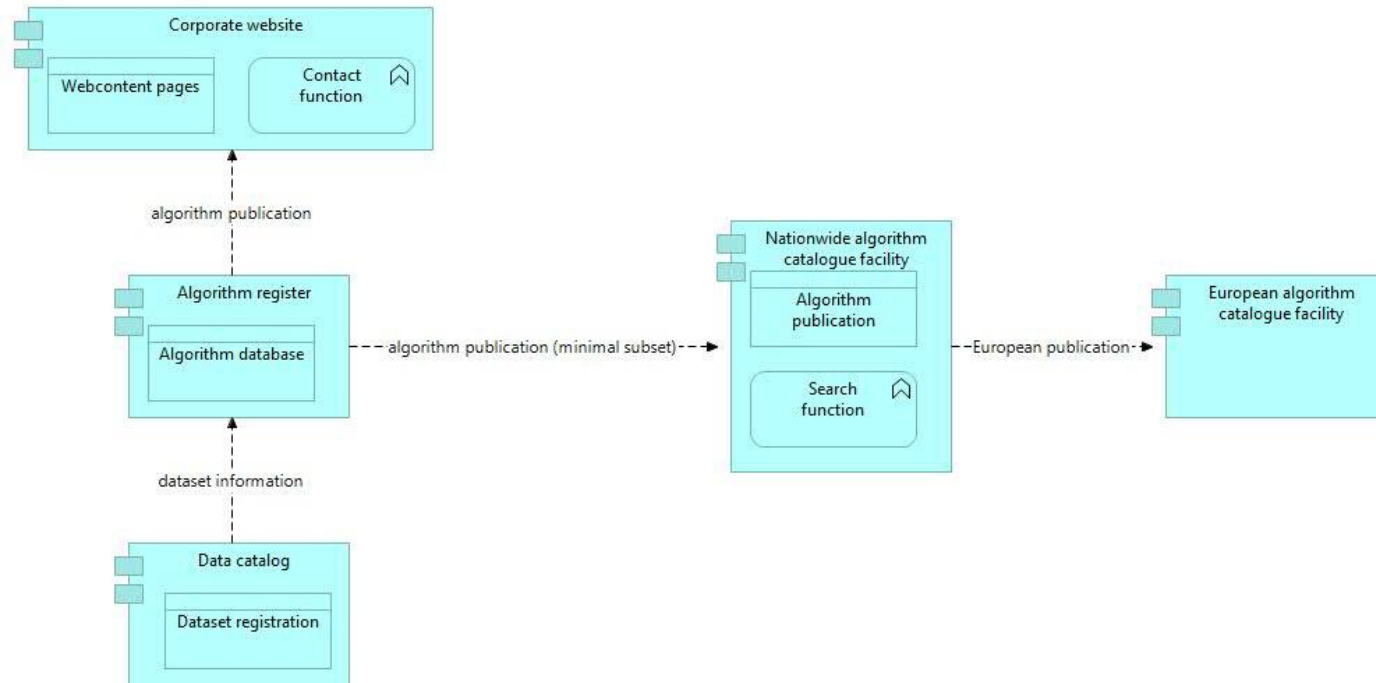 Corporate website
Webcontent pages
Contact
function
algorithm publication
Algorithm register
Algorithm database
algorithm publication (minimal subset)
Nationwide algorithm
catalogue facility
Algorithm
publication
Search
function
European publication
European algorithm
catalogue facility
dataset information
Data catalog
Dataset registration